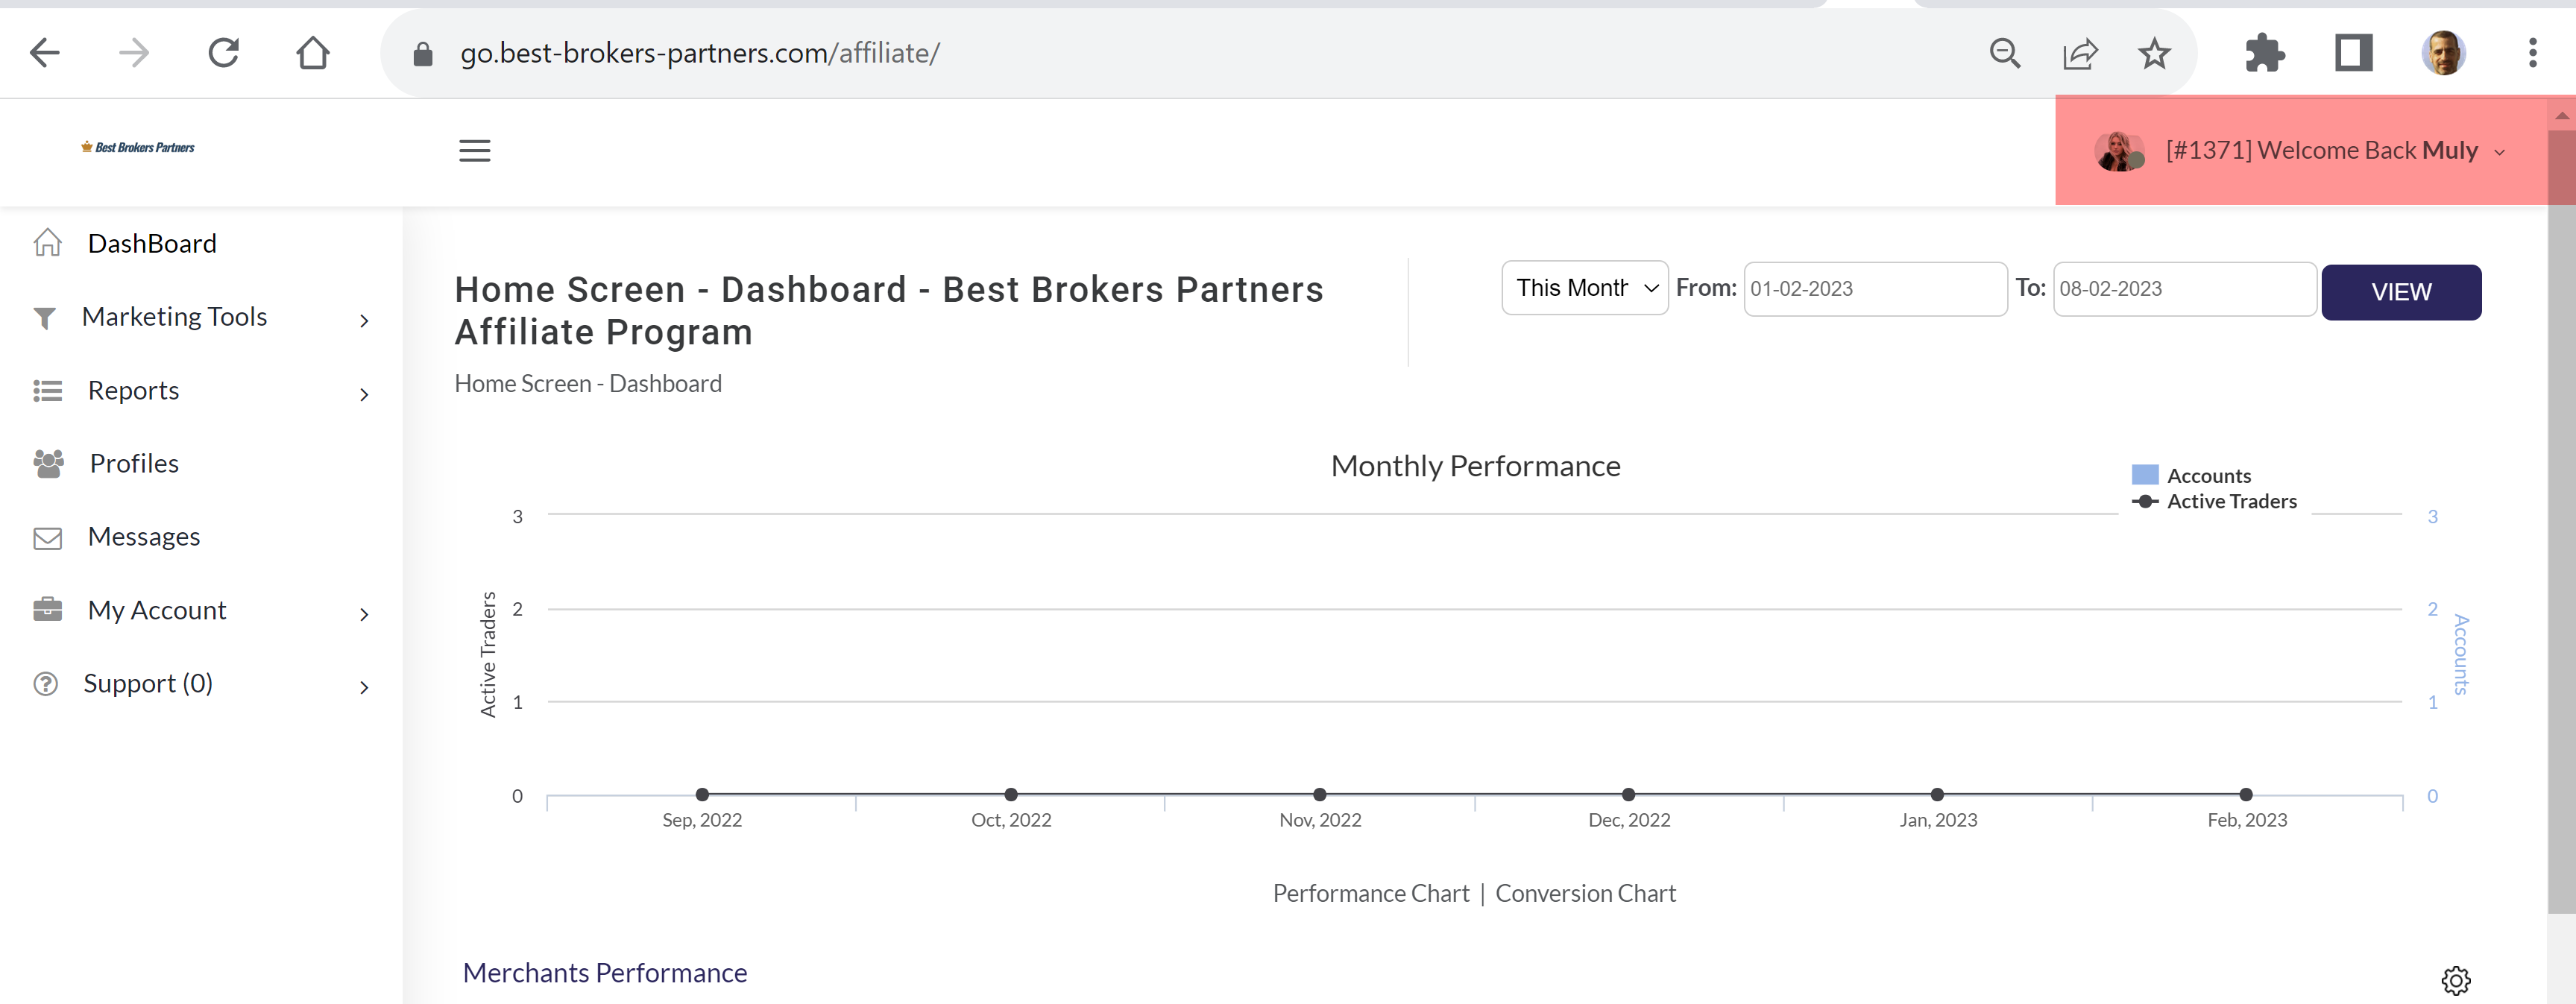 go.best-brokers-partners.com/affiliate/
Best Brokers Partners
[#1371] Welcome Back Muly
DashBoard
Marketing Tools
Reports
Profiles
Messages
My Account
Support (0)
Home Screen - Dashboard - Best Brokers Partners
Affiliate Program
Home Screen - Dashboard
This Month From: 01-02-2023 To: 08-02-2023 VIEW
Monthly Performance
Accounts
Active Traders
3
2
1
0
Active Traders
3
2
1
0
Accounts
Sep, 2022 Oct, 2022 Nov, 2022 Dec, 2022 Jan, 2023 Feb, 2023
Performance Chart | Conversion Chart
Merchants Performance